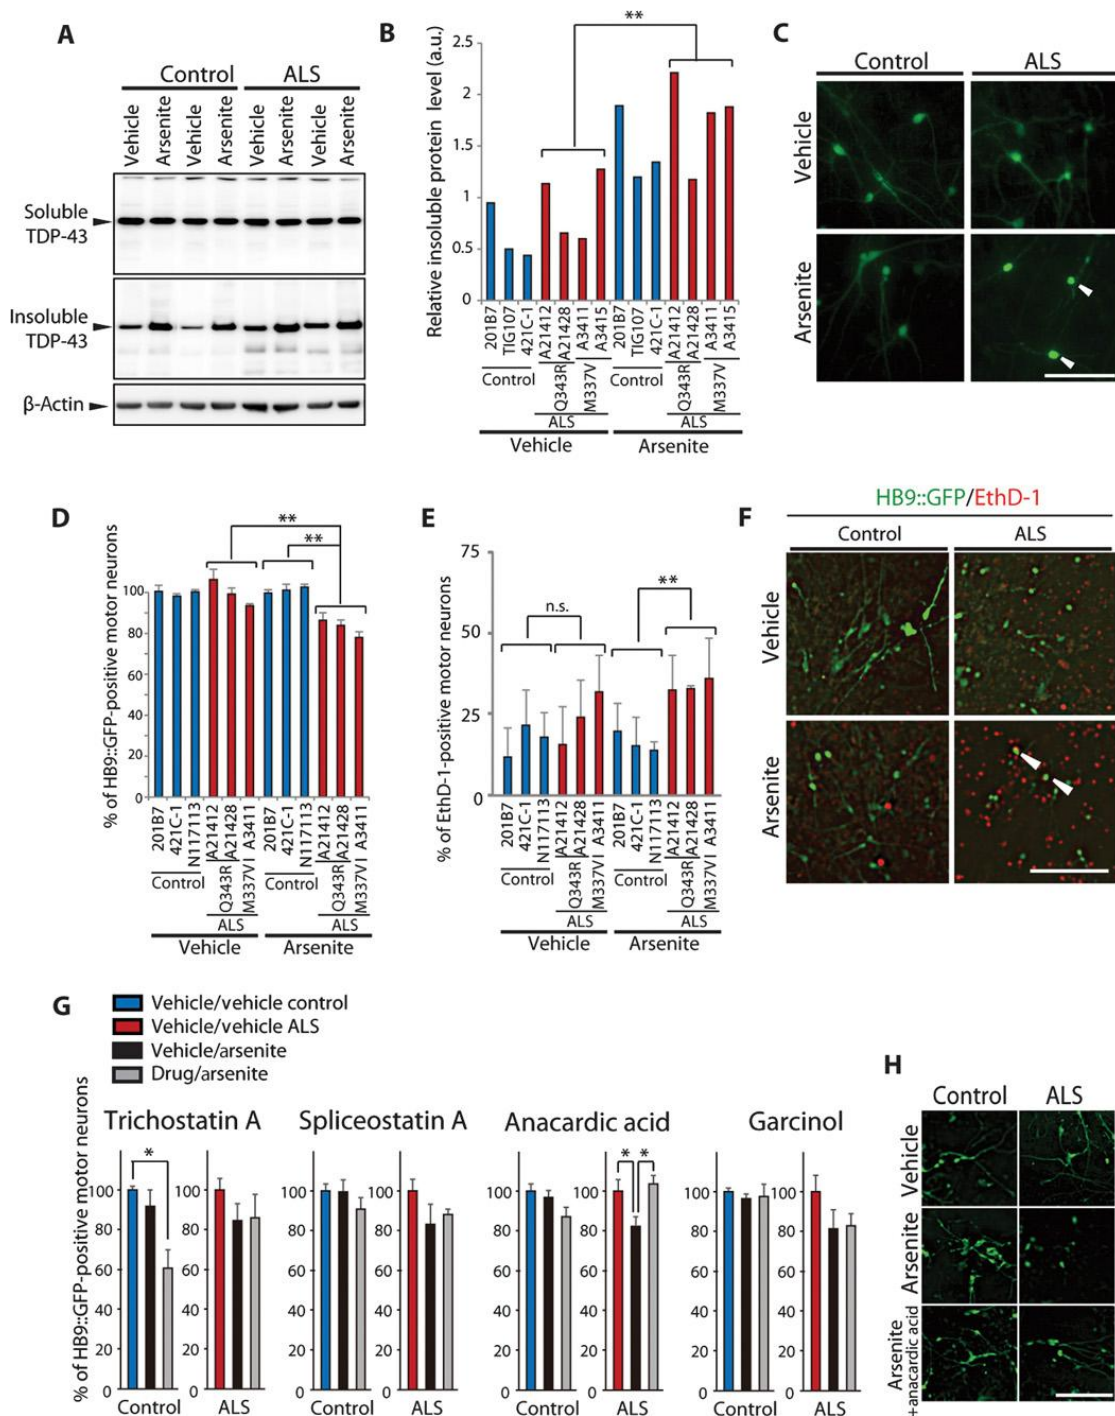 A
Control ALS
Vehicle Arsenite Vehicle Arsenite Vehicle Arsenite Vehicle Arsenite
Soluble
TDP-43
Insoluble
TDP-43
β-Actin
B
**
Relative insoluble protein level (a.u.)
2.5
2
1.5
1
0.5
0
201B7 TIG107 421C-1 A21412 A21428 A3411 A3415 201B7 TIG107 421C-1 A21412 A21428 A3411 A3415
Control Q343R M337V Control Q343R M337V
ALS ALS
Vehicle Arsenite
C
Control ALS
Vehicle
Arsenite
D
**
**
% of HB9::GFP-positive motor neurons
100
80
60
40
20
0
201B7 421C-1 N117113 A21412 A21428 A3411 201B7 421C-1 N117113 A21412 A21428 A3411
Control Q343R M337VI Control Q343R M337VI
ALS ALS
Vehicle Arsenite
E
n.s. **
% of EthD-1-positive motor neurons
75
50
25
0
201B7 421C-1 N117113 A21412 A21428 A3411 201B7 421C-1 N117113 A21412 A21428 A3411
Control Q343R M337VI Control Q343R M337VI
ALS ALS
Vehicle Arsenite
F
HB9::GFP/EthD-1
Control ALS
Vehicle
Arsenite
G
Vehicle/vehicle control
Vehicle/vehicle ALS
Vehicle/arsenite
Drug/arsenite
% of HB9::GFP-positive motor neurons
Trichostatin A Spliceostatin A Anacardic acid Garcinol
* * *
100 100 100 100 100 100 100 100
80 80 80 80 80 80 80 80
60 60 60 60 60 60 60 60
40 40 40 40 40 40 40 40
20 20 20 20 20 20 20 20
0 0 0 0 0 0 0 0
Control ALS Control ALS Control ALS Control ALS
H
Control ALS
Vehicle
Arsenite
Arsenite
+anacardic acid